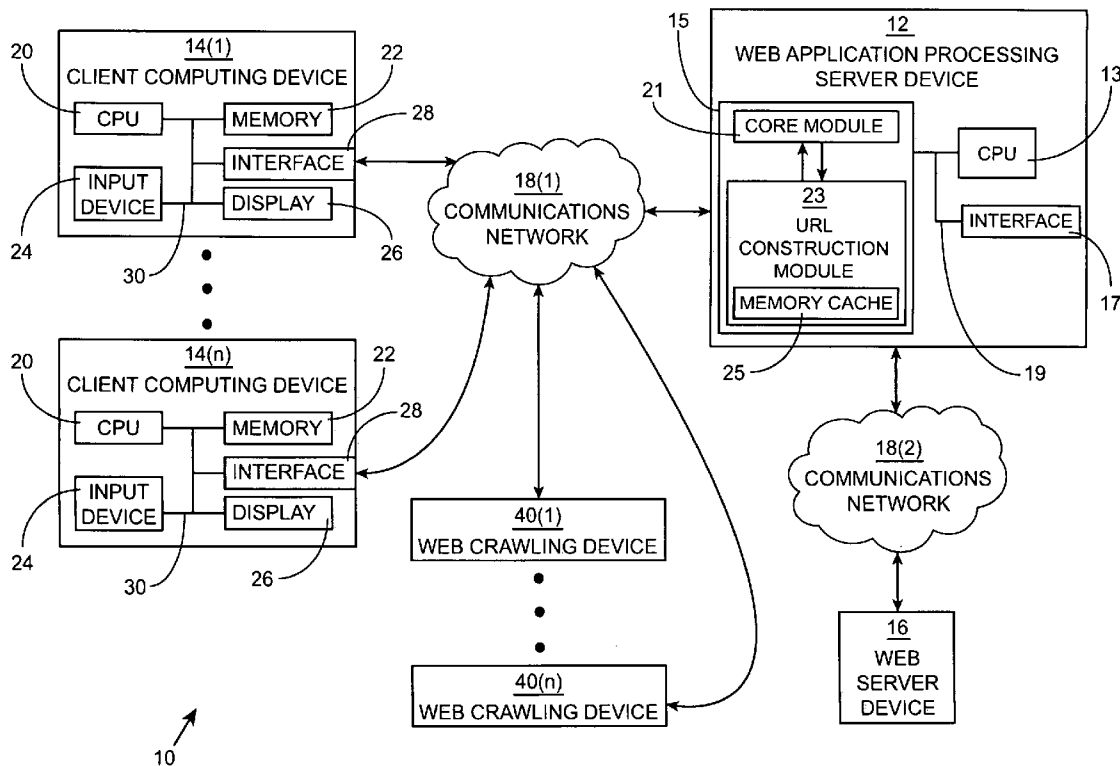 14(1)
CLIENT COMPUTING DEVICE
20
22
CPU
MEMORY
28
INTERFACE
INPUT
DEVICE
DISPLAY
24
30
26
14(n)
CLIENT COMPUTING DEVICE
20
22
CPU
MEMORY
28
INTERFACE
INPUT
DEVICE
DISPLAY
24
30
26
18(1)
COMMUNICATIONS
NETWORK
40(1)
WEB CRAWLING DEVICE
40(n)
WEB CRAWLING DEVICE
12
WEB APPLICATION PROCESSING
SERVER DEVICE
15
21
13
CORE MODULE
CPU
23
URL
CONSTRUCTION
MODULE
INTERFACE
MEMORY CACHE
17
25
19
18(2)
COMMUNICATIONS
NETWORK
16
WEB
SERVER
DEVICE
10